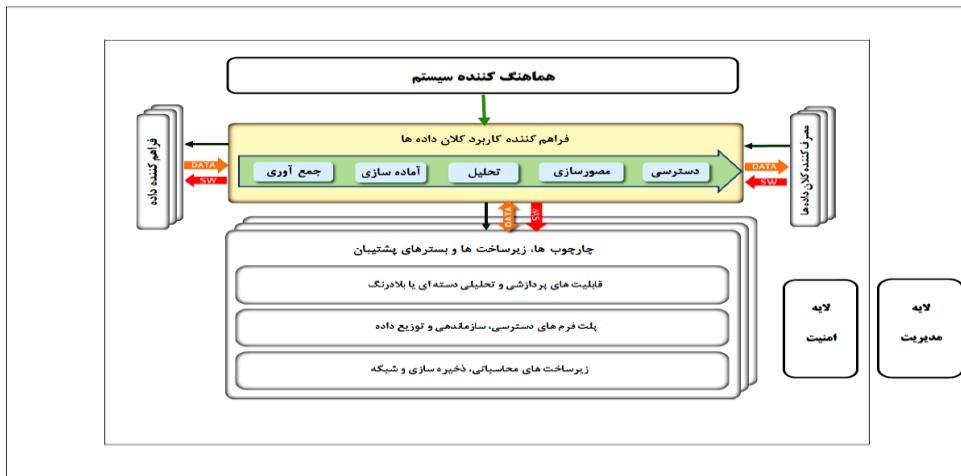 هماهنگ کننده سیستم
مصرف کننده کلان داده‌ها
فراهم کننده کاربرد کلان داده ها
فراهم کننده داده
DATA
SW
جمع آوری
آماده سازی
تحلیل
مصورسازی
دسترسی
DATA
SW
DATA
SW
چارچوب ها، زیرساخت ها و بسترهای پشتیبان
قابلیت های پردازشی و تحلیلی دسته ای یا بلادرنگ
پلت فرم های دسترسی، سازماندهی و توزیع داده
زیرساخت های محاسباتی، ذخیره سازی و شبکه
لایه
امنیت
لایه
مدیریت